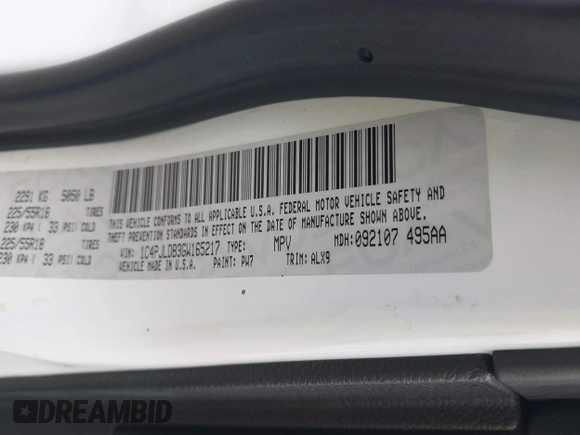 2291 KG 5050 LB
225/55R18 TIRES
230 KPA ( 33 PSI) COLD
225/55R18 TIRES
230 KPA ( 33 PSI) COLD
THIS VEHICLE CONFORMS TO ALL APPLICABLE U.S.A. FEDERAL MOTOR VEHICLE SAFETY AND
THEFT PREVENTION STANDARDS IN EFFECT ON THE DATE OF MANUFACTURE SHOWN ABOVE.
VIN: 1C4PJLDB3GW165217 TYPE: MPV MDH:092107 495AA
VEHICLE MADE IN U.S.A. PAINT: PW7 TRIM: ALX9
DREAMBID